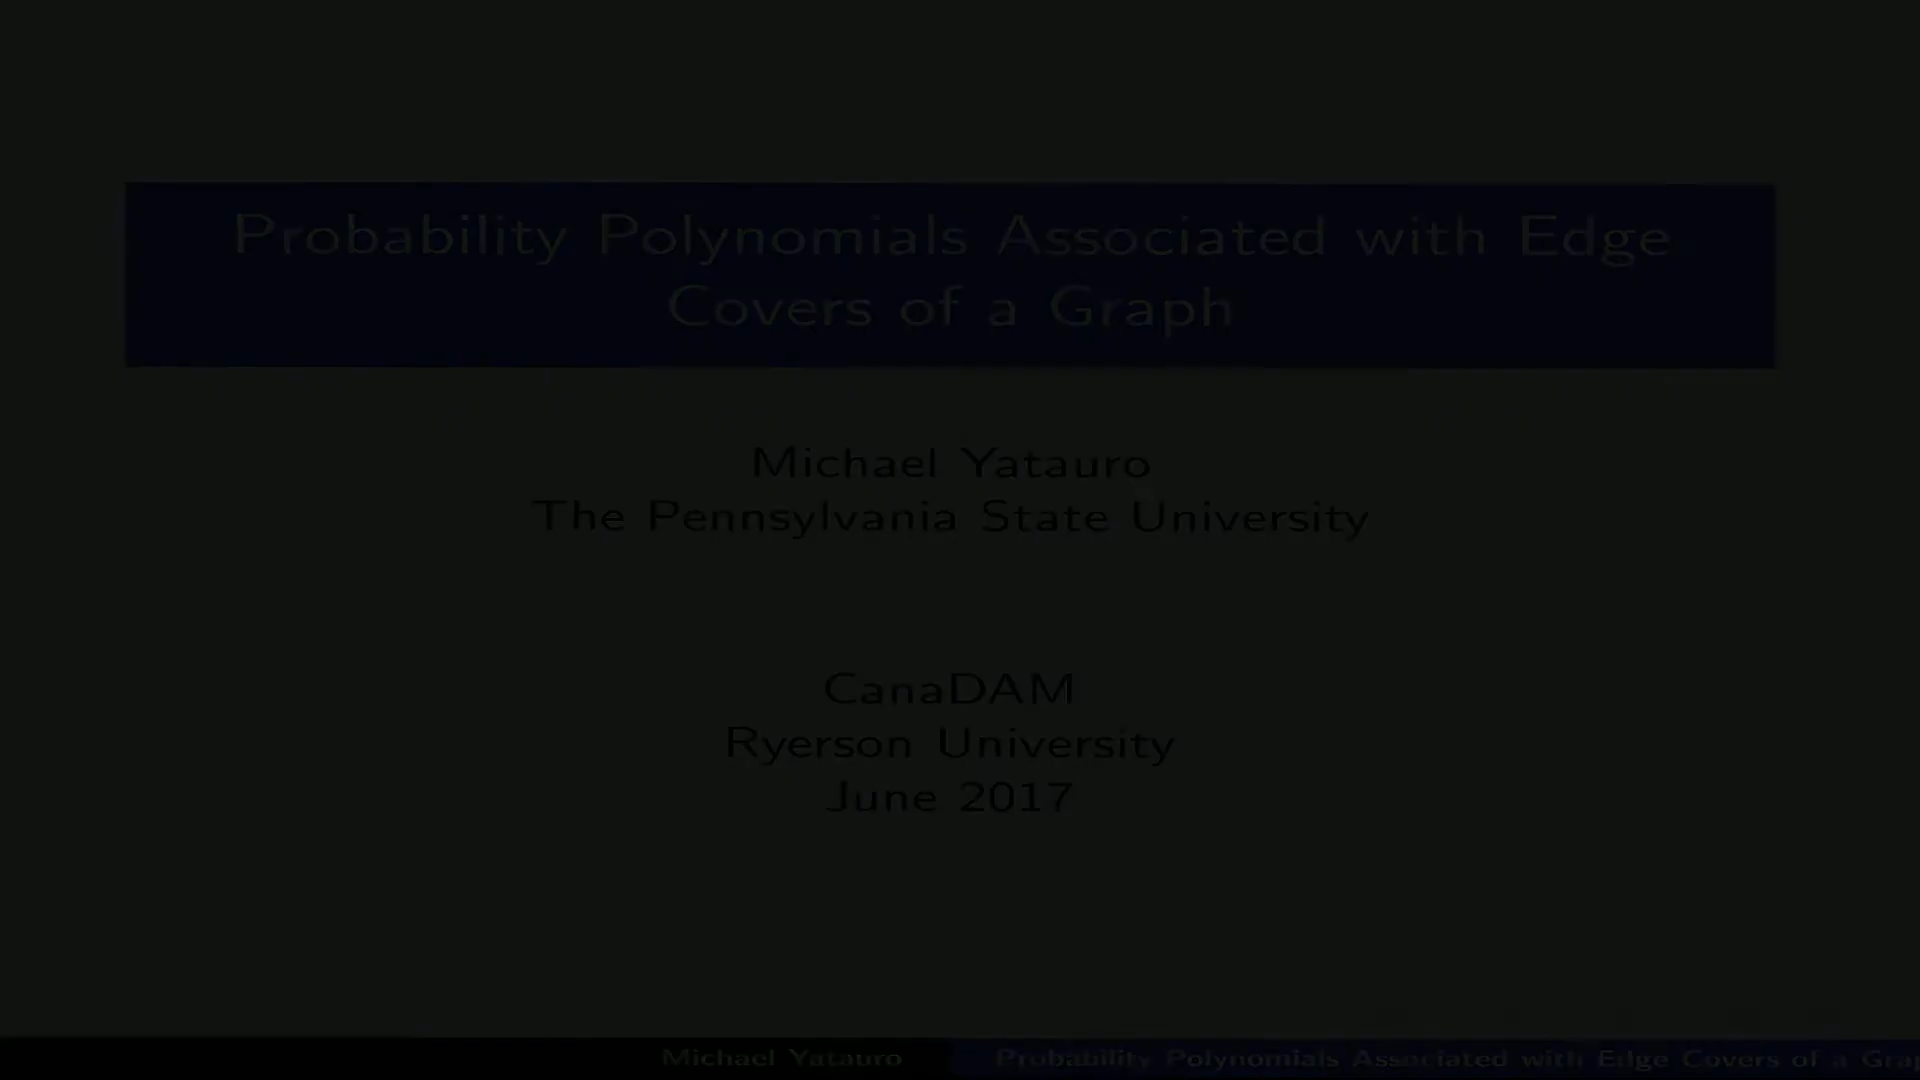 Probability Polynomials Associated with Edge
Covers of a Graph
Michael Yatauro
The Pennsylvania State University
CanaDAM
Ryerson University
June 2017
Michael Yatauro
Probability Polynomials Associated with Edge Covers of a Grap